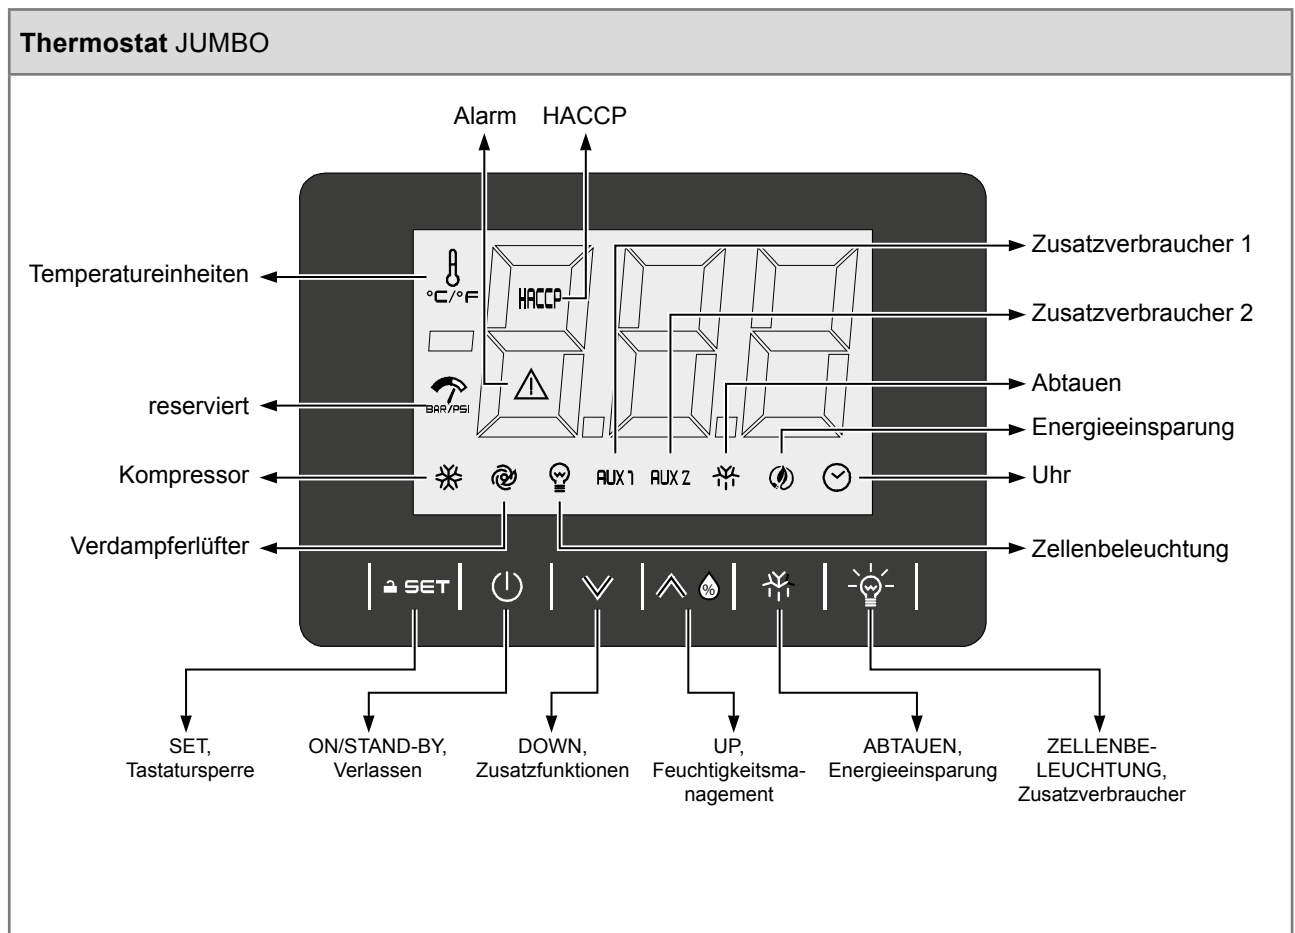 Thermostat JUMBO
Alarm HACCP
Zusatzverbraucher 1
Temperatureinheiten
°C/°F
HACCP
Zusatzverbraucher 2
Abtauen
reserviert
BAR/PSI
Energieeinsparung
Kompressor
AUX 1 AUX 2
Uhr
Verdampferlüfter
Zellenbeleuchtung
SET
%
SET,
Tastatursperre
ON/STAND-BY,
Verlassen
DOWN,
Zusatzfunktionen
UP,
Feuchtigkeitsma-
nagement
ABTAUEN,
Energieeinsparung
ZELLENBE-
LEUCHTUNG,
Zusatzverbraucher